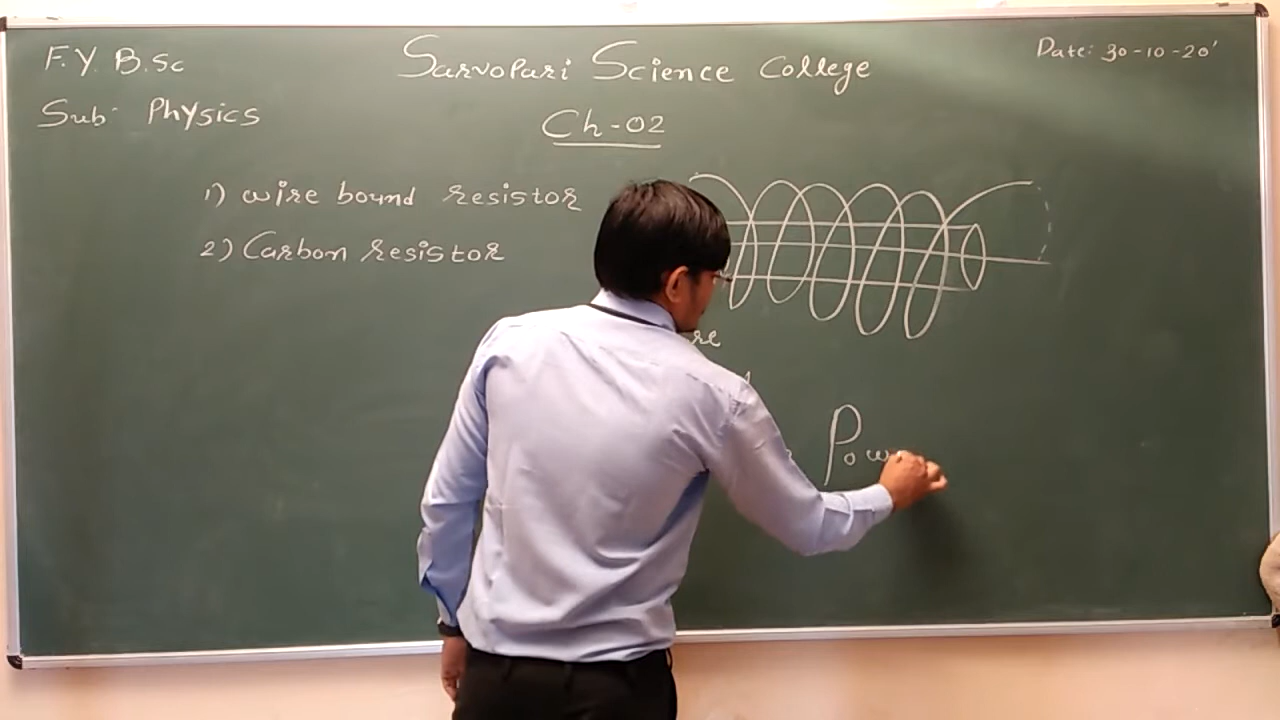 F.Y. B.Sc
Sarvopari Science College
Date: 30-10-20'
Sub: Physics
Ch-02
1) wire bound resistor
2) Carbon resistor